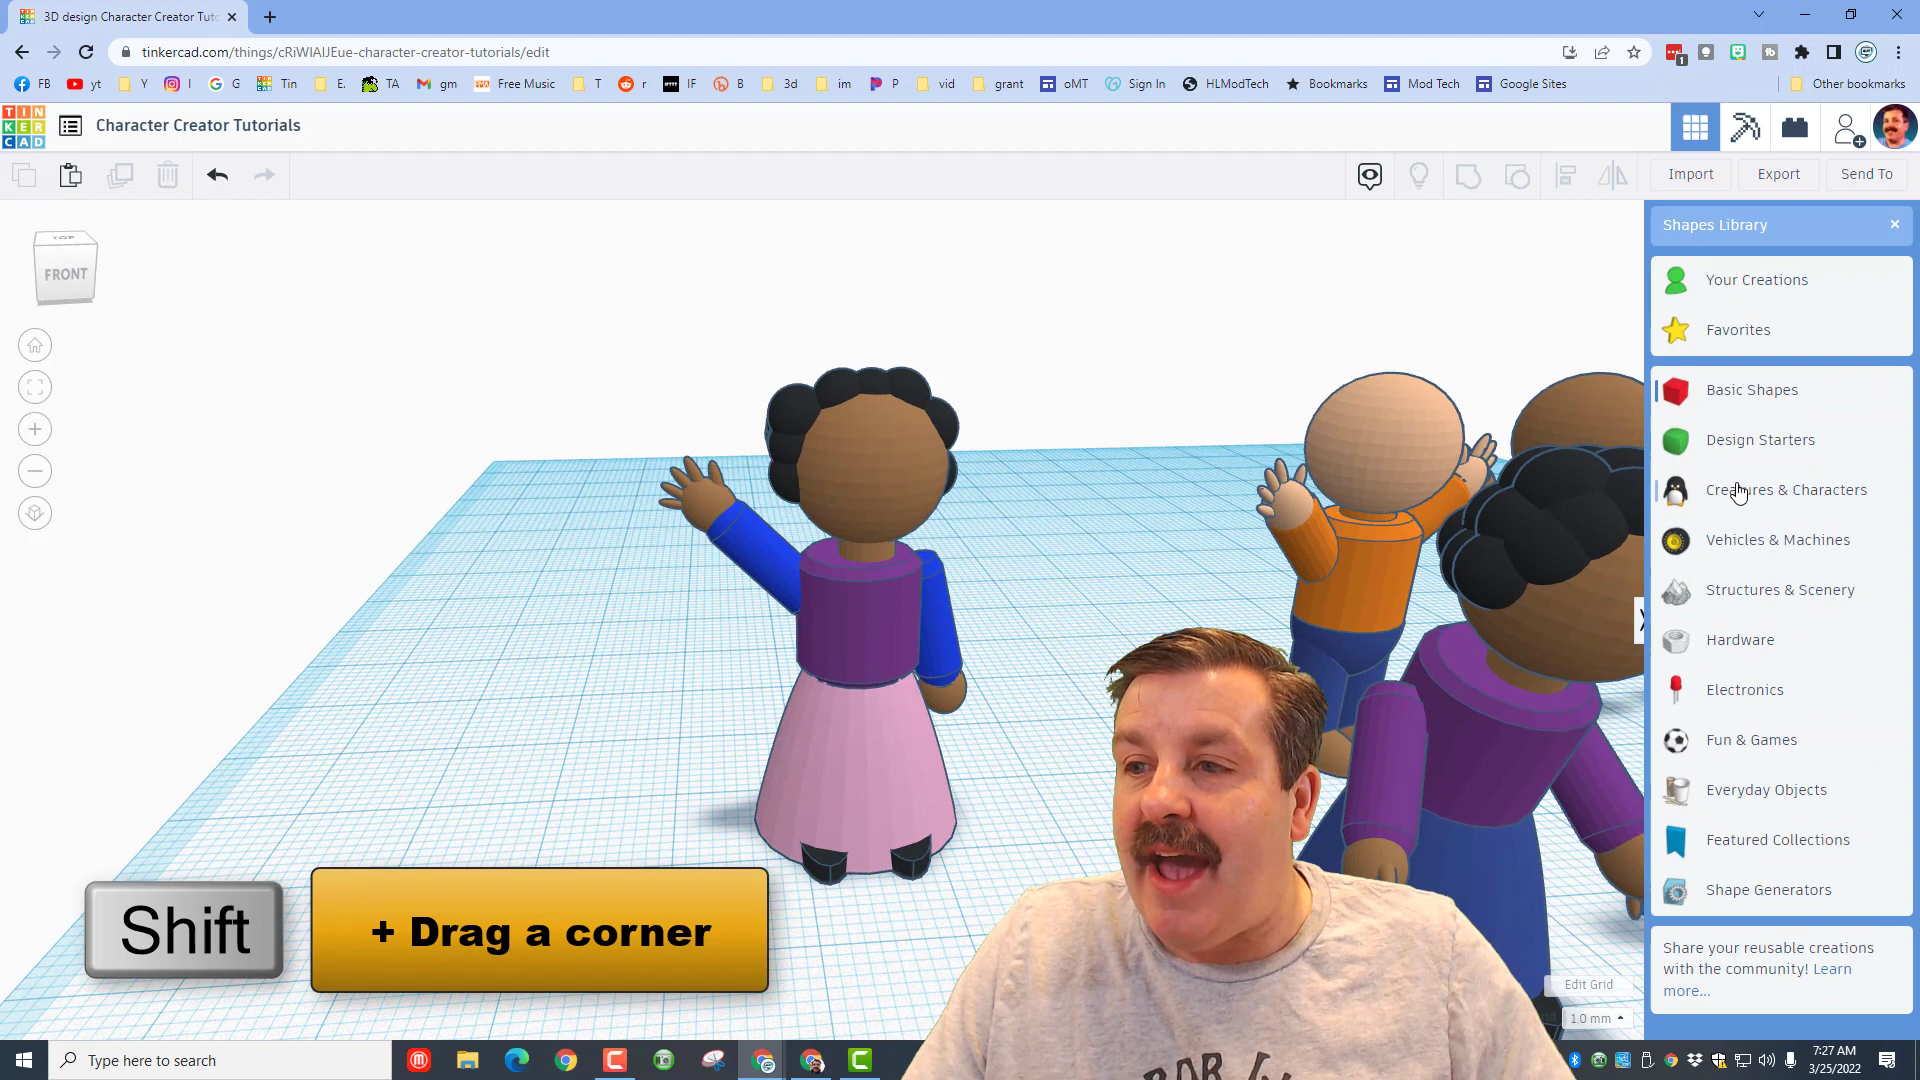 3D design Character Creator Tuto
tinkercad.com/things/cRiWlAlJEue-character-creator-tutorials/edit
1
FB
yt
Y
I
G
Tin
E.
TA
gm
Free Music
T
r
IF
B
3d
im
P
vid
grant
oMT
Sign In
HLModTech
Bookmarks
Mod Tech
Google Sites
Other bookmarks
TIN
KER
CAD
Character Creator Tutorials
Import
Export
Send To
TOP
FRONT
Shapes Library
Your Creations
Favorites
Basic Shapes
Design Starters
Creatures & Characters
Vehicles & Machines
Structures & Scenery
Hardware
Electronics
Fun & Games
Everyday Objects
Featured Collections
Shape Generators
Share your reusable creations
with the community! Learn
more...
Shift
+ Drag a corner
Edit Grid
1.0 mm
Type here to search
7:27 AM
3/25/2022